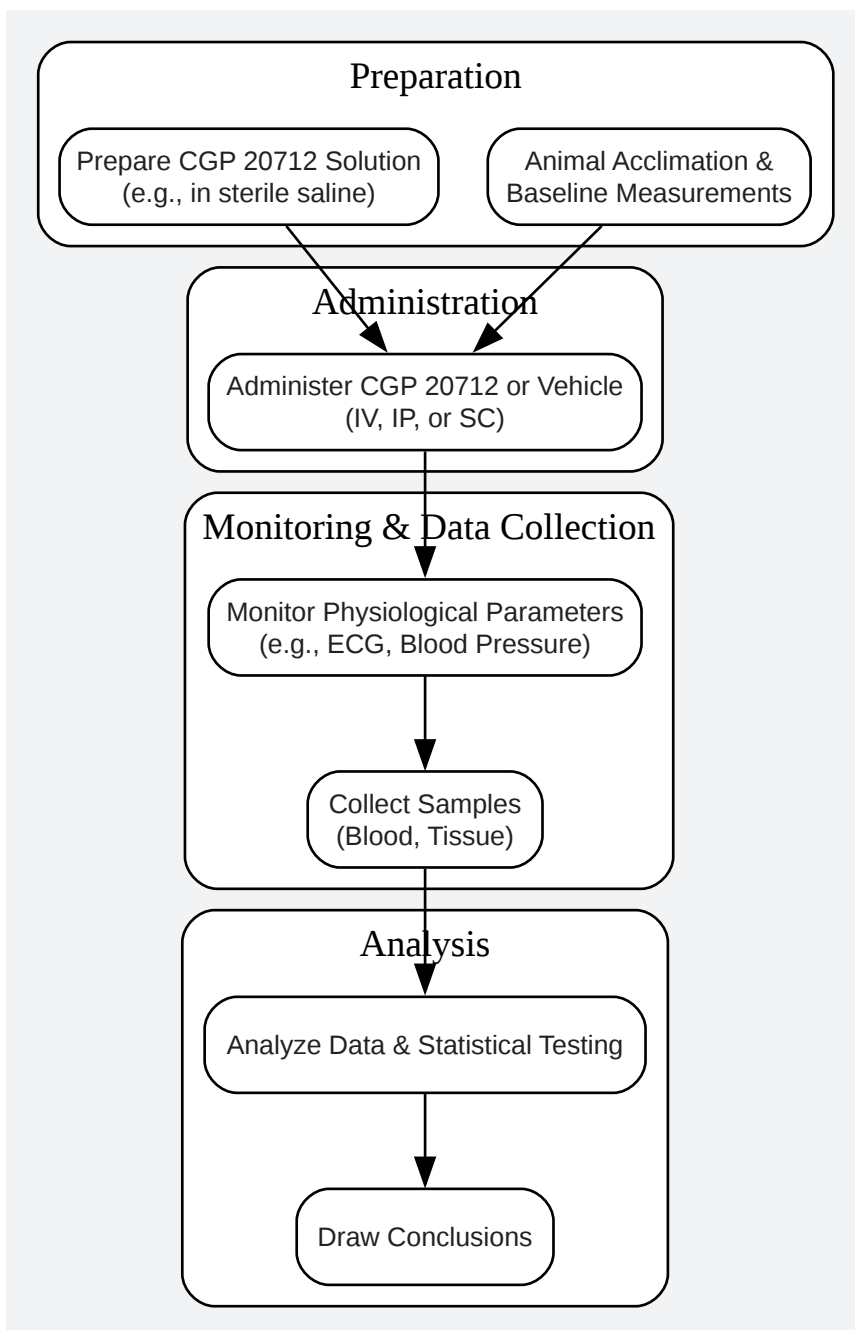 Preparation
Prepare CGP 20712 Solution
(e.g., in sterile saline)
Animal Acclimation &
Baseline Measurements
Administration
Administer CGP 20712 or Vehicle
(IV, IP, or SC)
Monitoring & Data Collection
Monitor Physiological Parameters
(e.g., ECG, Blood Pressure)
Collect Samples
(Blood, Tissue)
Analysis
Analyze Data & Statistical Testing
Draw Conclusions